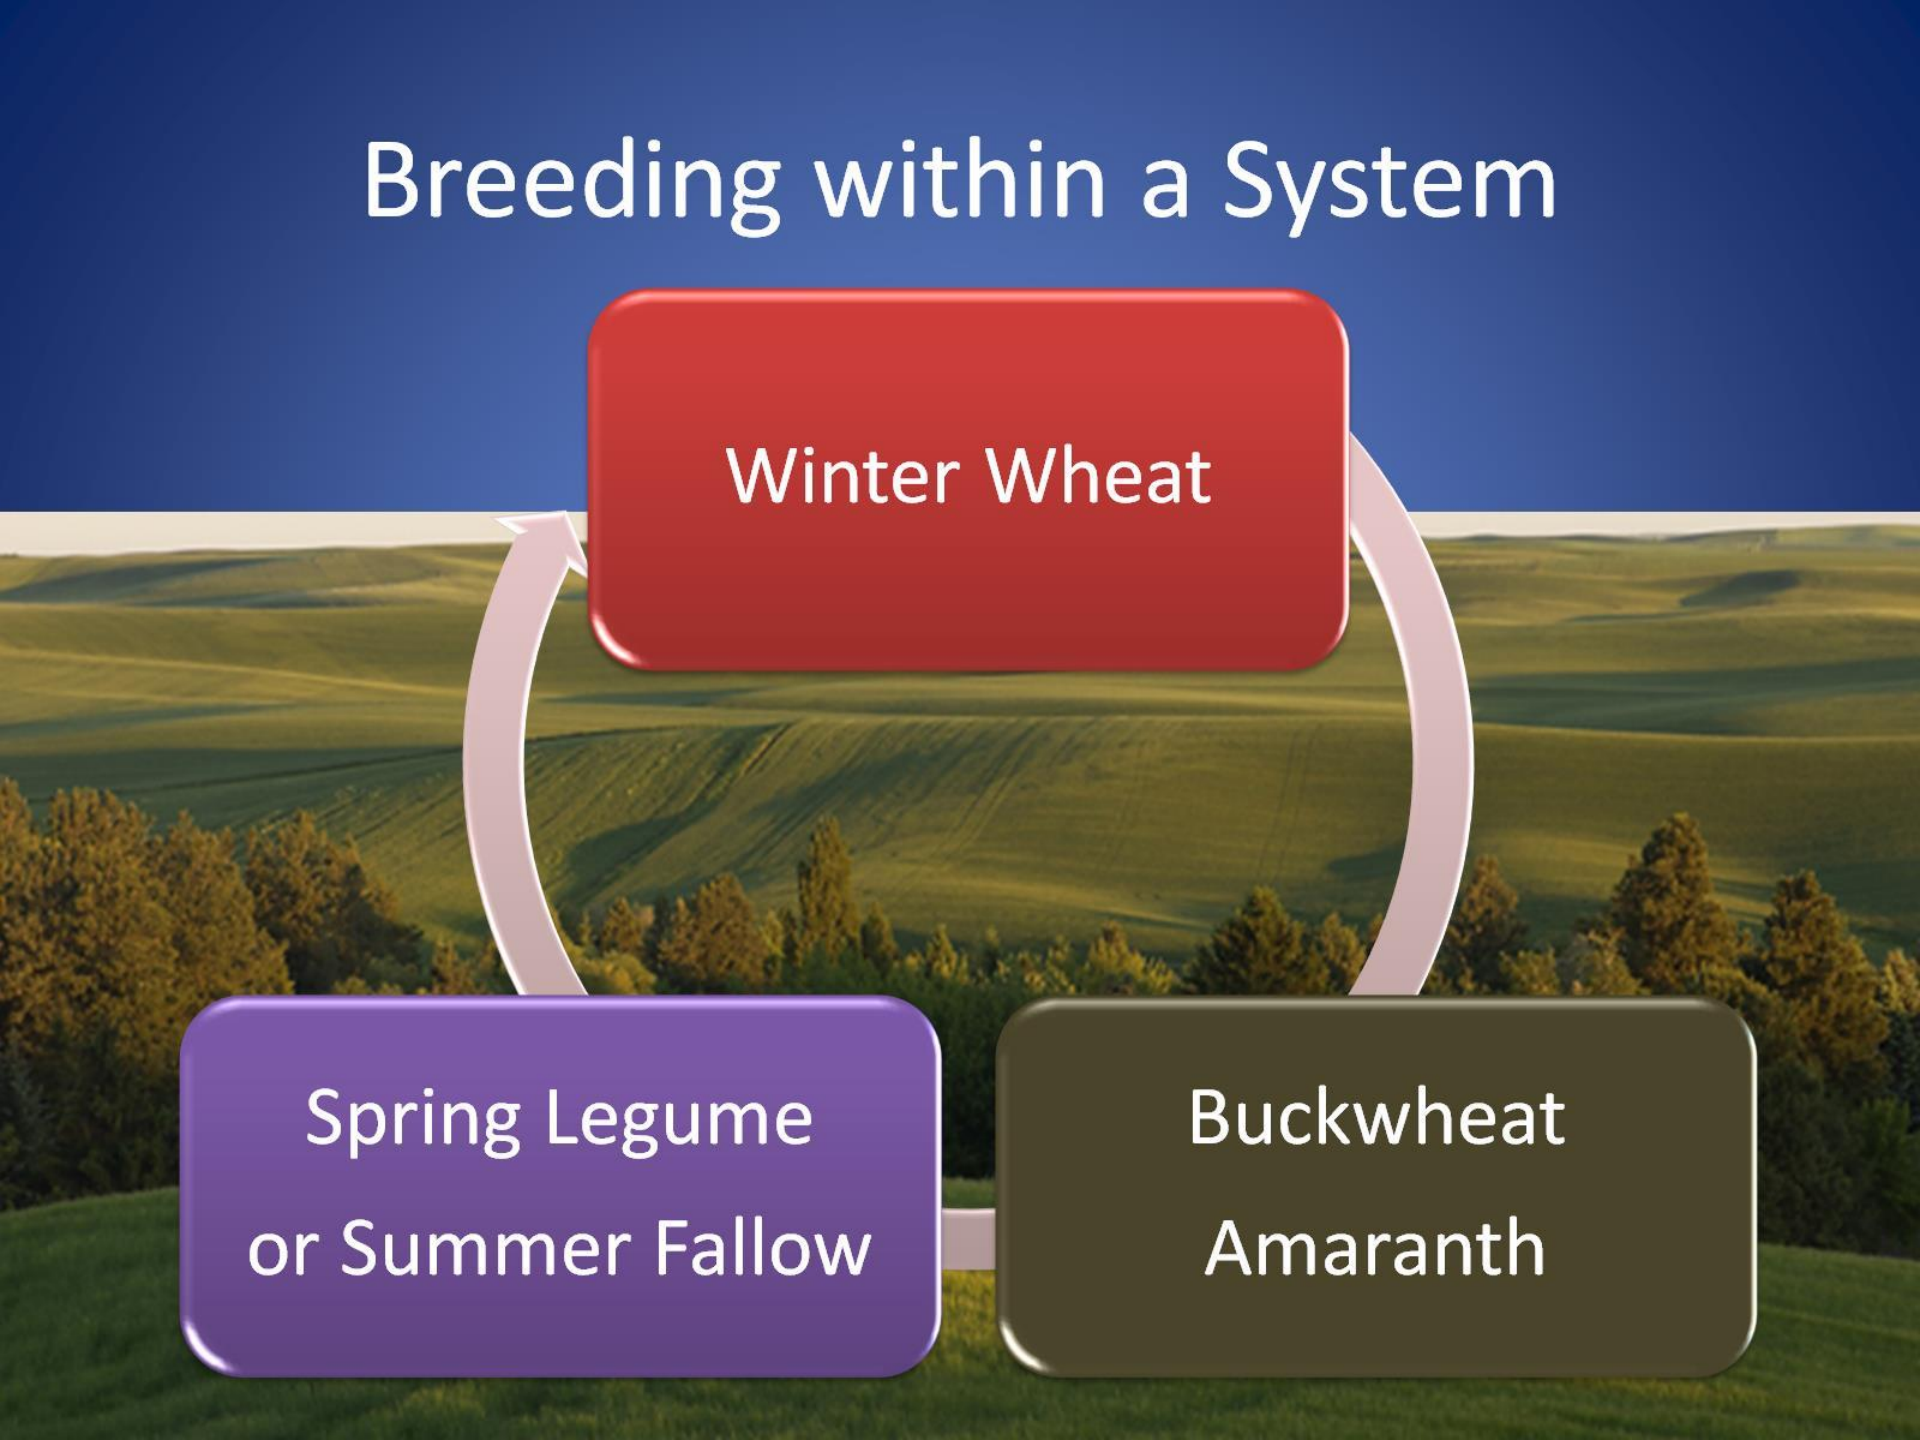 Breeding within a System
Winter Wheat
Spring Legume
or Summer Fallow
Buckwheat
Amaranth